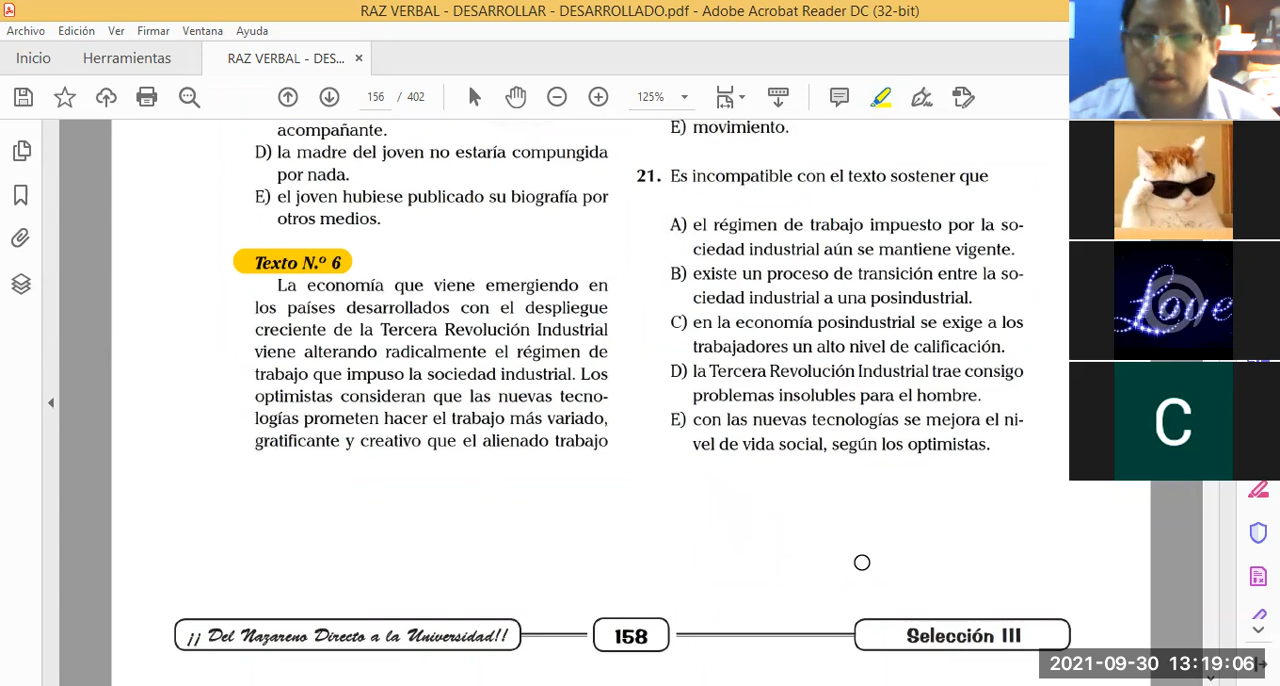 RAZ VERBAL - DESARROLLAR - DESARROLLADO.pdf - Adobe Acrobat Reader DC (32-bit)
Archivo Edición Ver Firmar Ventana Ayuda
Inicio Herramientas RAZ VERBAL - DES... ×
156 / 402 125%
acompañante.
D) la madre del joven no estaría compungida
por nada.
E) el joven hubiese publicado su biografía por
otros medios.
Texto N.º 6
La economía que viene emergiendo en
los países desarrollados con el despliegue
creciente de la Tercera Revolución Industrial
viene alterando radicalmente el régimen de
trabajo que impuso la sociedad industrial. Los
optimistas consideran que las nuevas tecno-
logías prometen hacer el trabajo más variado,
gratificante y creativo que el alienado trabajo
E) movimiento.
21. Es incompatible con el texto sostener que
A) el régimen de trabajo impuesto por la so-
ciedad industrial aún se mantiene vigente.
B) existe un proceso de transición entre la so-
ciedad industrial a una posindustrial.
C) en la economía posindustrial se exige a los
trabajadores un alto nivel de calificación.
D) la Tercera Revolución Industrial trae consigo
problemas insolubles para el hombre.
E) con las nuevas tecnologías se mejora el ni-
vel de vida social, según los optimistas.
¡¡ Del Nazareno Directo a la Universidad!!
158
Selección III
Love
C
2021-09-30 13:19:06